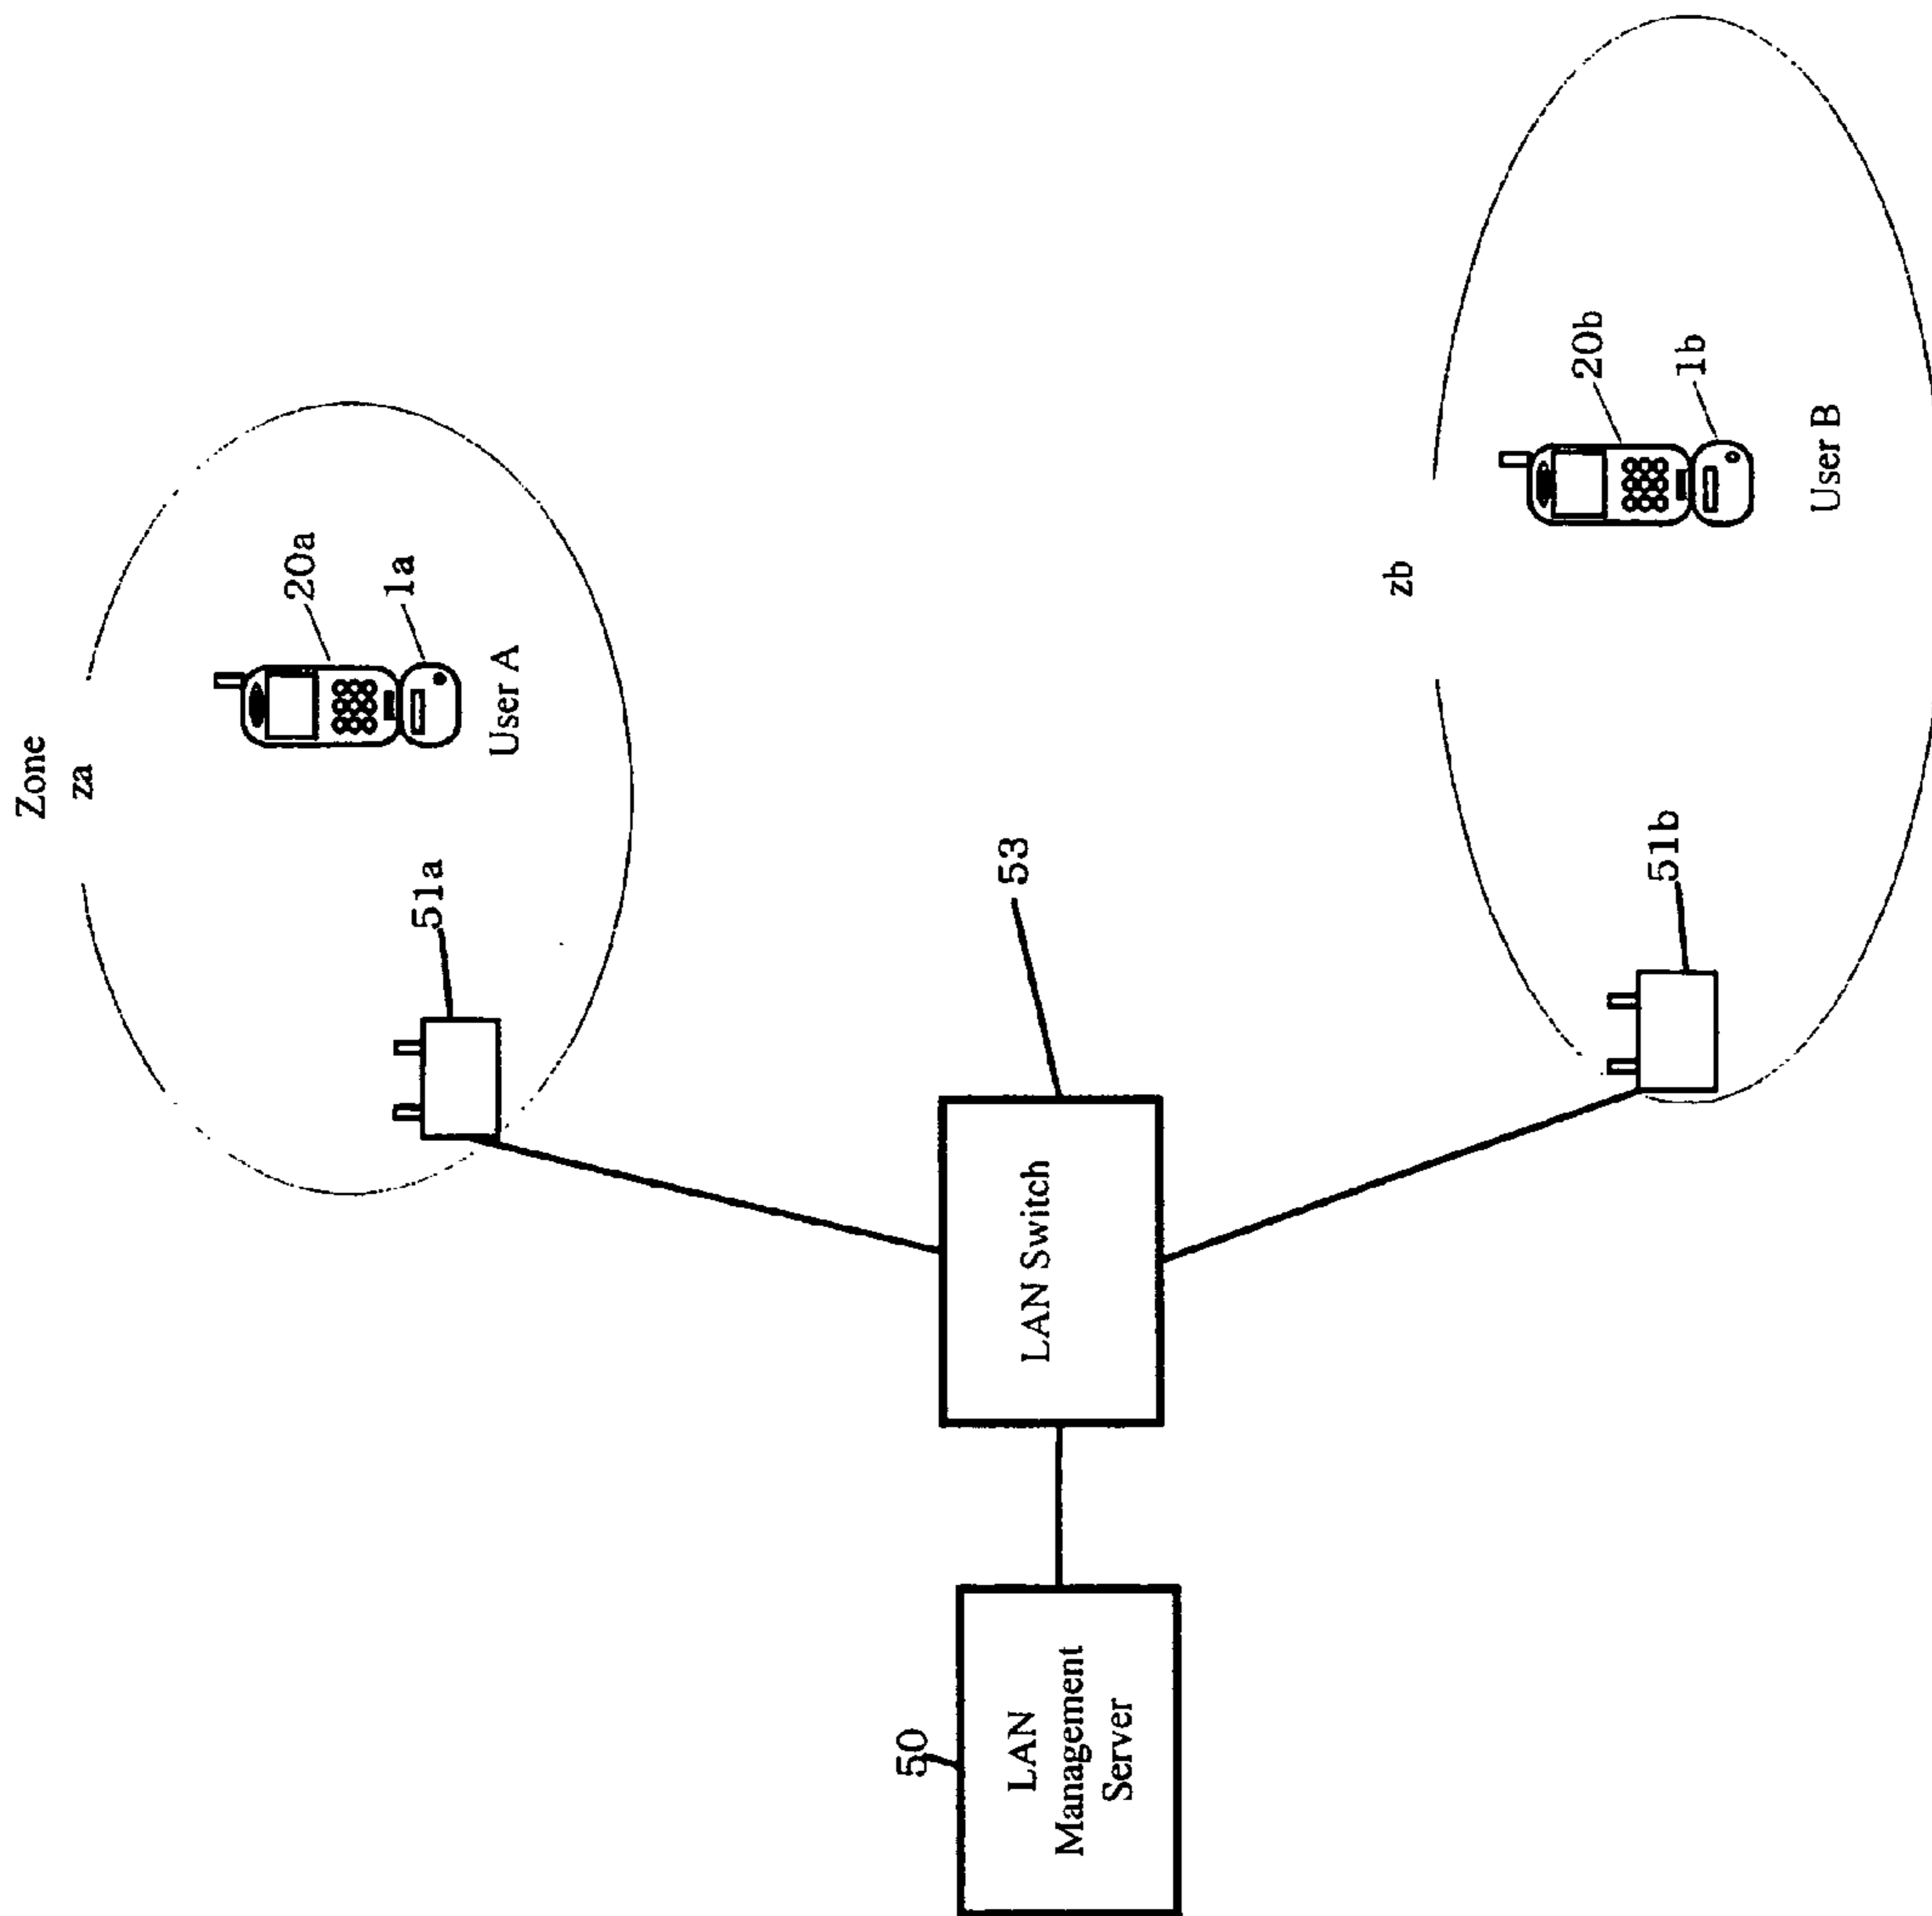 Zone
za
20a
1a
User A
51a
53
LAN Switch
50
LAN
Management
Server
zb
20b
1b
User B
51b